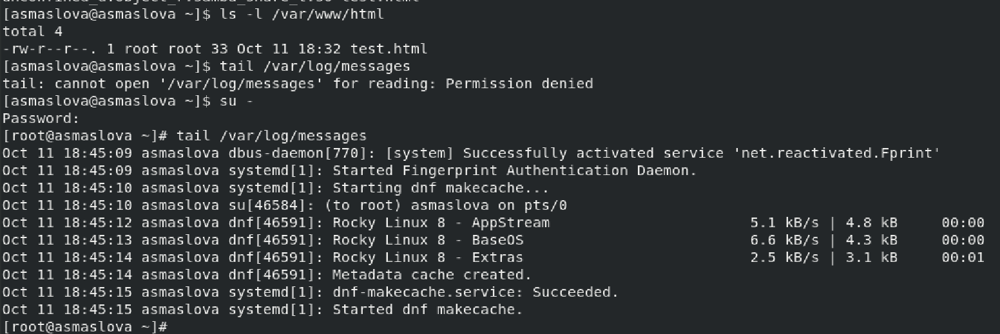 unconfined_u:object_r:samba_share_t:s0 test.html
[asmaslova@asmaslova ~]$ ls -l /var/www/html
total 4
-rw-r--r--. 1 root root 33 Oct 11 18:32 test.html
[asmaslova@asmaslova ~]$ tail /var/log/messages
tail: cannot open '/var/log/messages' for reading: Permission denied
[asmaslova@asmaslova ~]$ su -
Password:
[root@asmaslova ~]# tail /var/log/messages
Oct 11 18:45:09 asmaslova dbus-daemon[770]: [system] Successfully activated service 'net.reactivated.Fprint'
Oct 11 18:45:09 asmaslova systemd[1]: Started Fingerprint Authentication Daemon.
Oct 11 18:45:10 asmaslova systemd[1]: Starting dnf makecache...
Oct 11 18:45:10 asmaslova su[46584]: (to root) asmaslova on pts/0
Oct 11 18:45:12 asmaslova dnf[46591]: Rocky Linux 8 - AppStream 5.1 kB/s | 4.8 kB 00:00
Oct 11 18:45:13 asmaslova dnf[46591]: Rocky Linux 8 - BaseOS 6.6 kB/s | 4.3 kB 00:00
Oct 11 18:45:14 asmaslova dnf[46591]: Rocky Linux 8 - Extras 2.5 kB/s | 3.1 kB 00:01
Oct 11 18:45:14 asmaslova dnf[46591]: Metadata cache created.
Oct 11 18:45:15 asmaslova systemd[1]: dnf-makecache.service: Succeeded.
Oct 11 18:45:15 asmaslova systemd[1]: Started dnf makecache.
[root@asmaslova ~]#